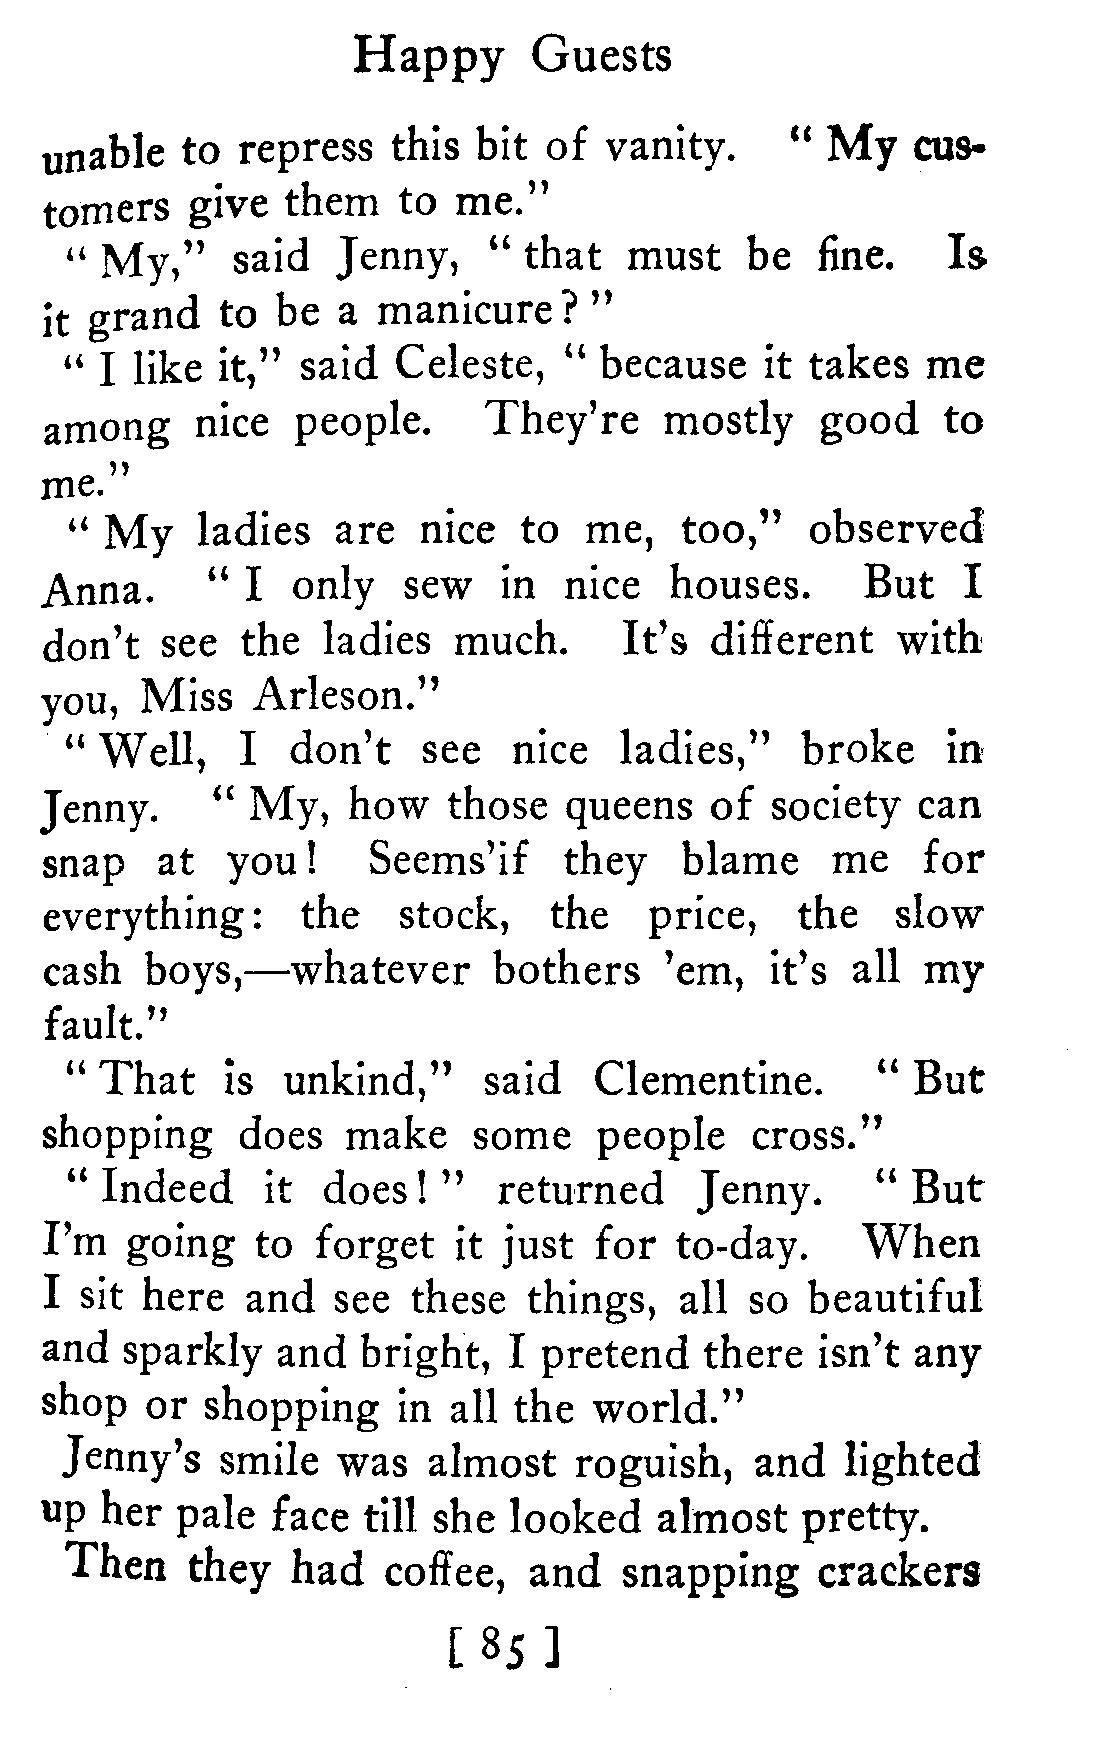 Happy Guests
unable to repress this bit of vanity. “ My cus-
tomers give them to me.”
“ My,” said Jenny, “ that must be fine. Is
it grand to be a manicure? ”
“ I like it,” said Celeste, “ because it takes me
among nice people. They’re mostly good to
me.”
“ My ladies are nice to me, too,” observed
Anna. “ I only sew in nice houses. But I
don’t see the ladies much. It’s different with
you, Miss Arleson.”
“ Well, I don’t see nice ladies,” broke in
Jenny. “ My, how those queens of society can
snap at you! Seems’if they blame me for
everything: the stock, the price, the slow
cash boys,—whatever bothers ’em, it’s all my
fault.”
“ That is unkind,” said Clementine. “ But
shopping does make some people cross.”
“ Indeed it does! ” returned Jenny. “ But
I’m going to forget it just for to-day. When
I sit here and see these things, all so beautiful
and sparkly and bright, I pretend there isn’t any
shop or shopping in all the world.”
Jenny’s smile was almost roguish, and lighted
up her pale face till she looked almost pretty.
Then they had coffee, and snapping crackers
[ 85 ]